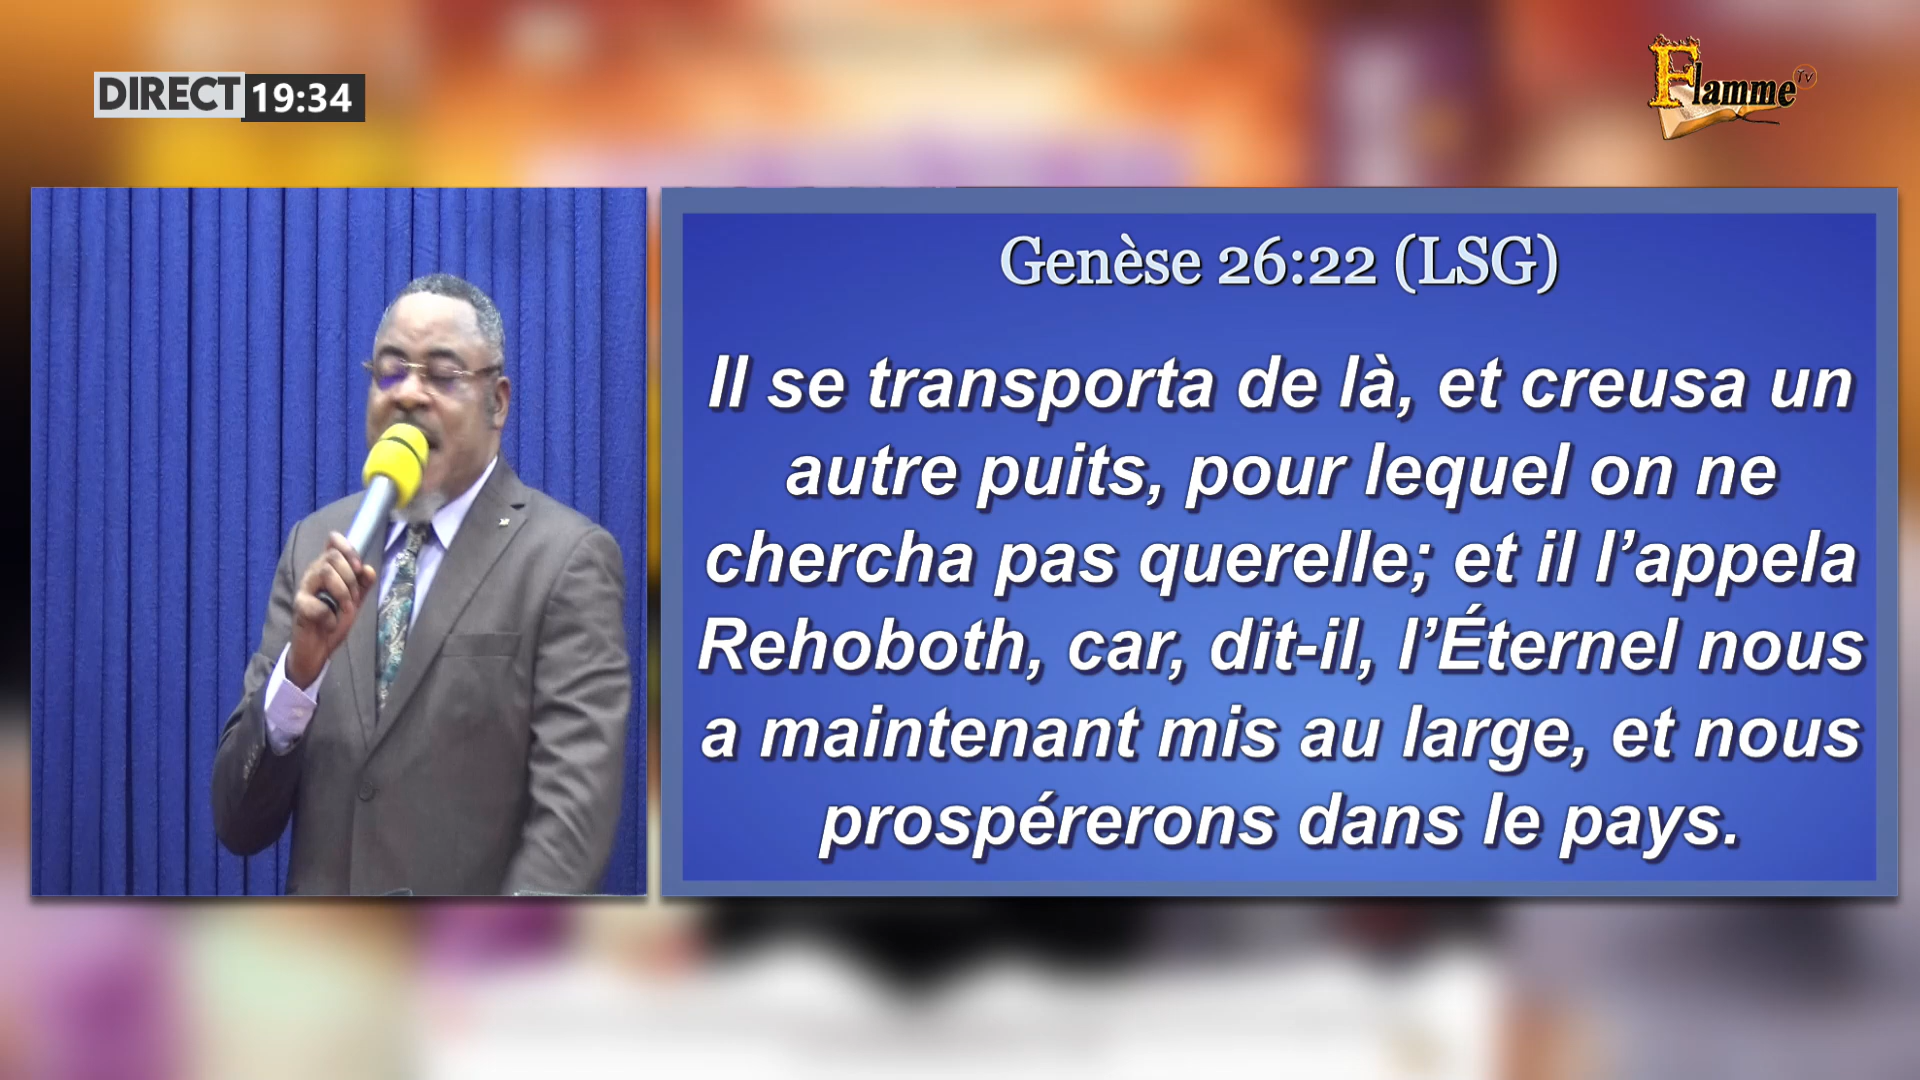 DIRECT 19:34
Flamme TV
Genèse 26:22 (LSG)
Il se transporta de là, et creusa un
autre puits, pour lequel on ne
chercha pas querelle; et il l’appela
Rehoboth, car, dit-il, l’Éternel nous
a maintenant mis au large, et nous
prospérerons dans le pays.